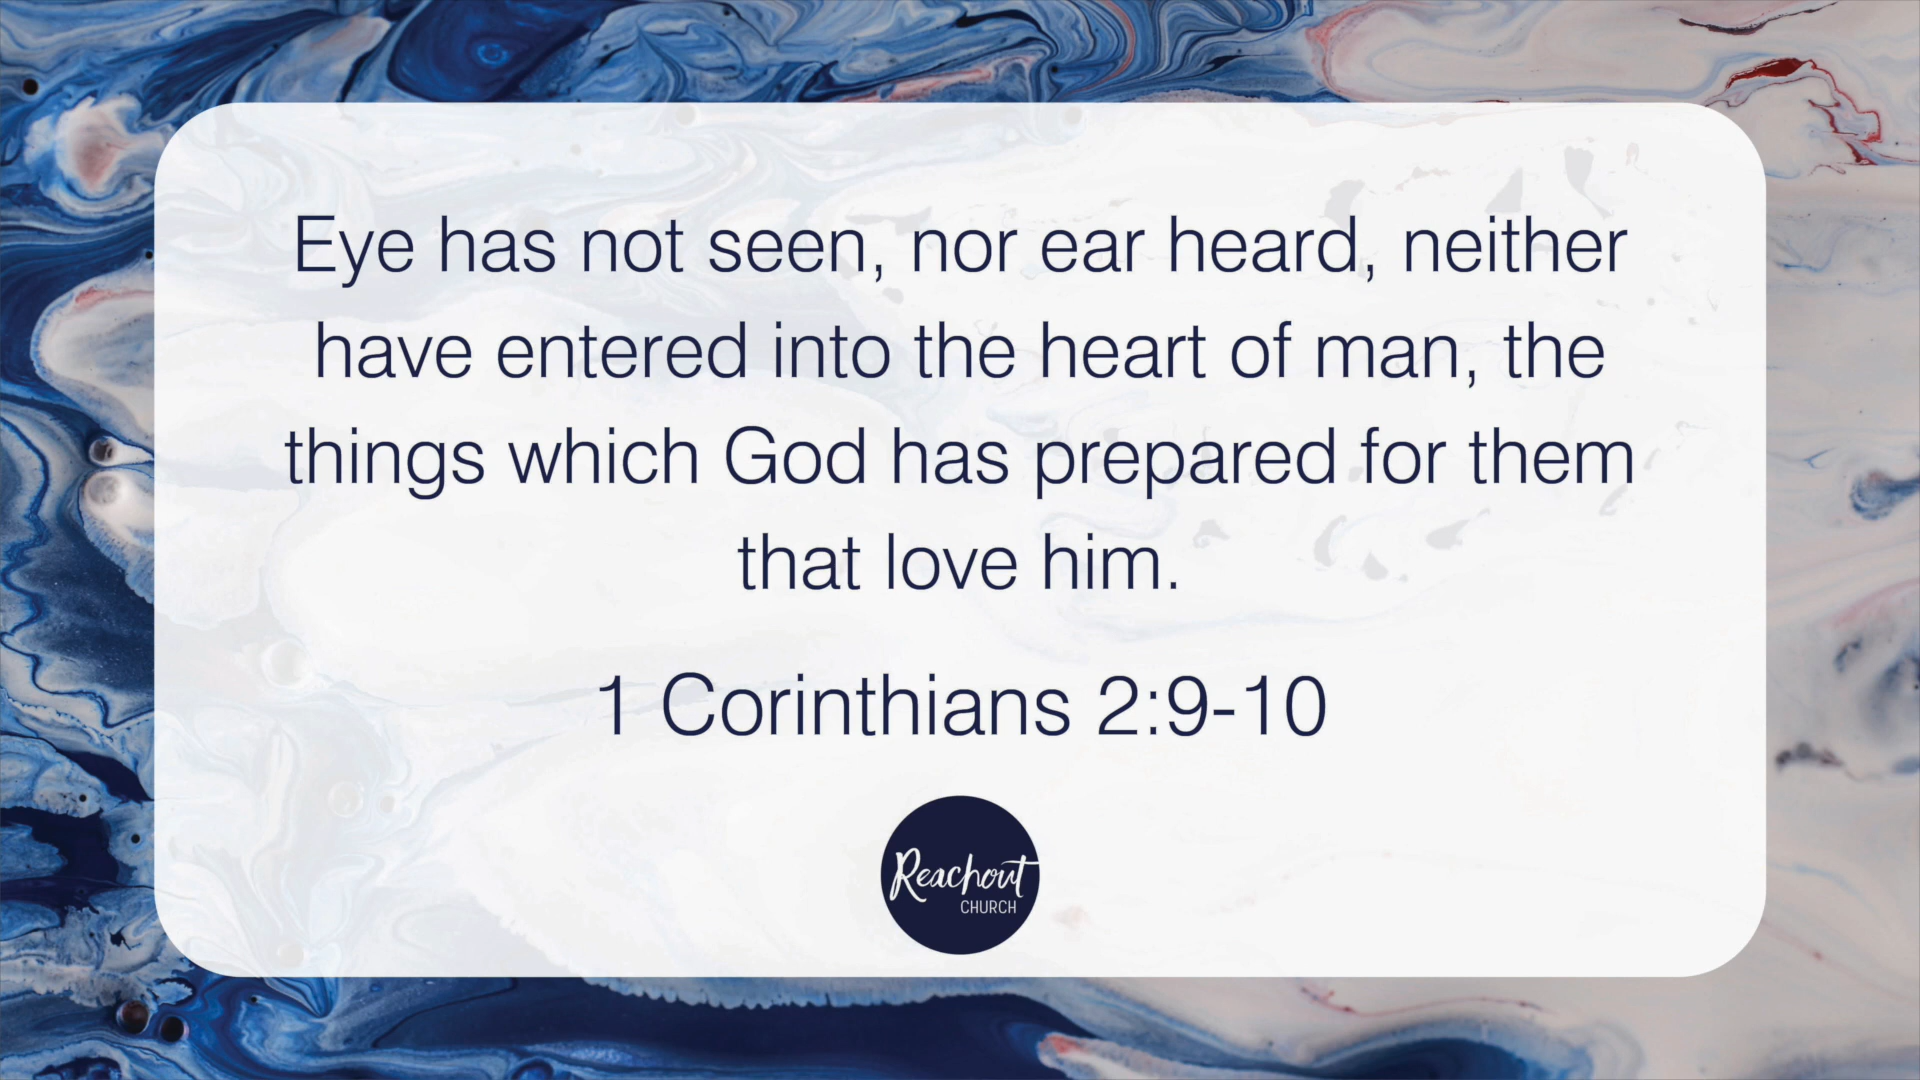 Eye has not seen, nor ear heard, neither
have entered into the heart of man, the
things which God has prepared for them
that love him.
1 Corinthians 2:9-10
Reachout
CHURCH